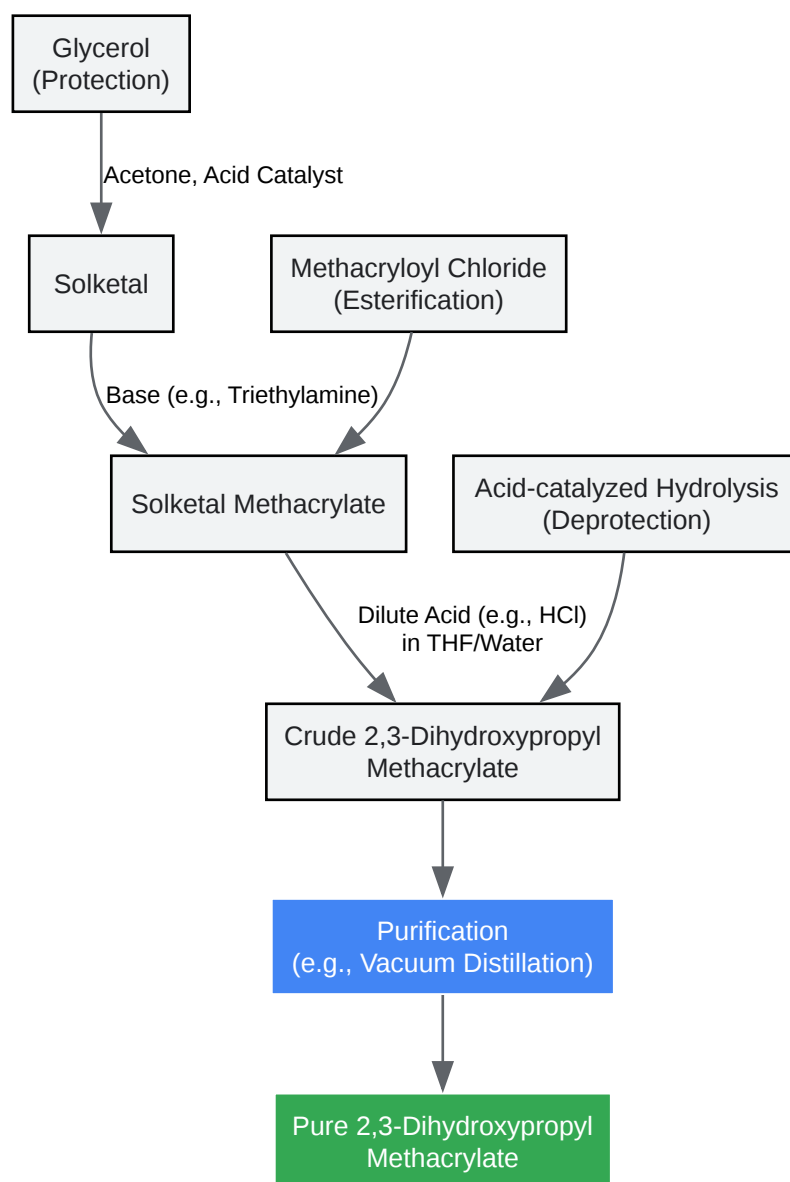 Glycerol
(Protection)
Acetone, Acid Catalyst
Solketal
Methacryloyl Chloride
(Esterification)
Base (e.g., Triethylamine)
Solketal Methacrylate
Acid-catalyzed Hydrolysis
(Deprotection)
Dilute Acid (e.g., HCl)
in THF/Water
Crude 2,3-Dihydroxypropyl
Methacrylate
Purification
(e.g., Vacuum Distillation)
Pure 2,3-Dihydroxypropyl
Methacrylate